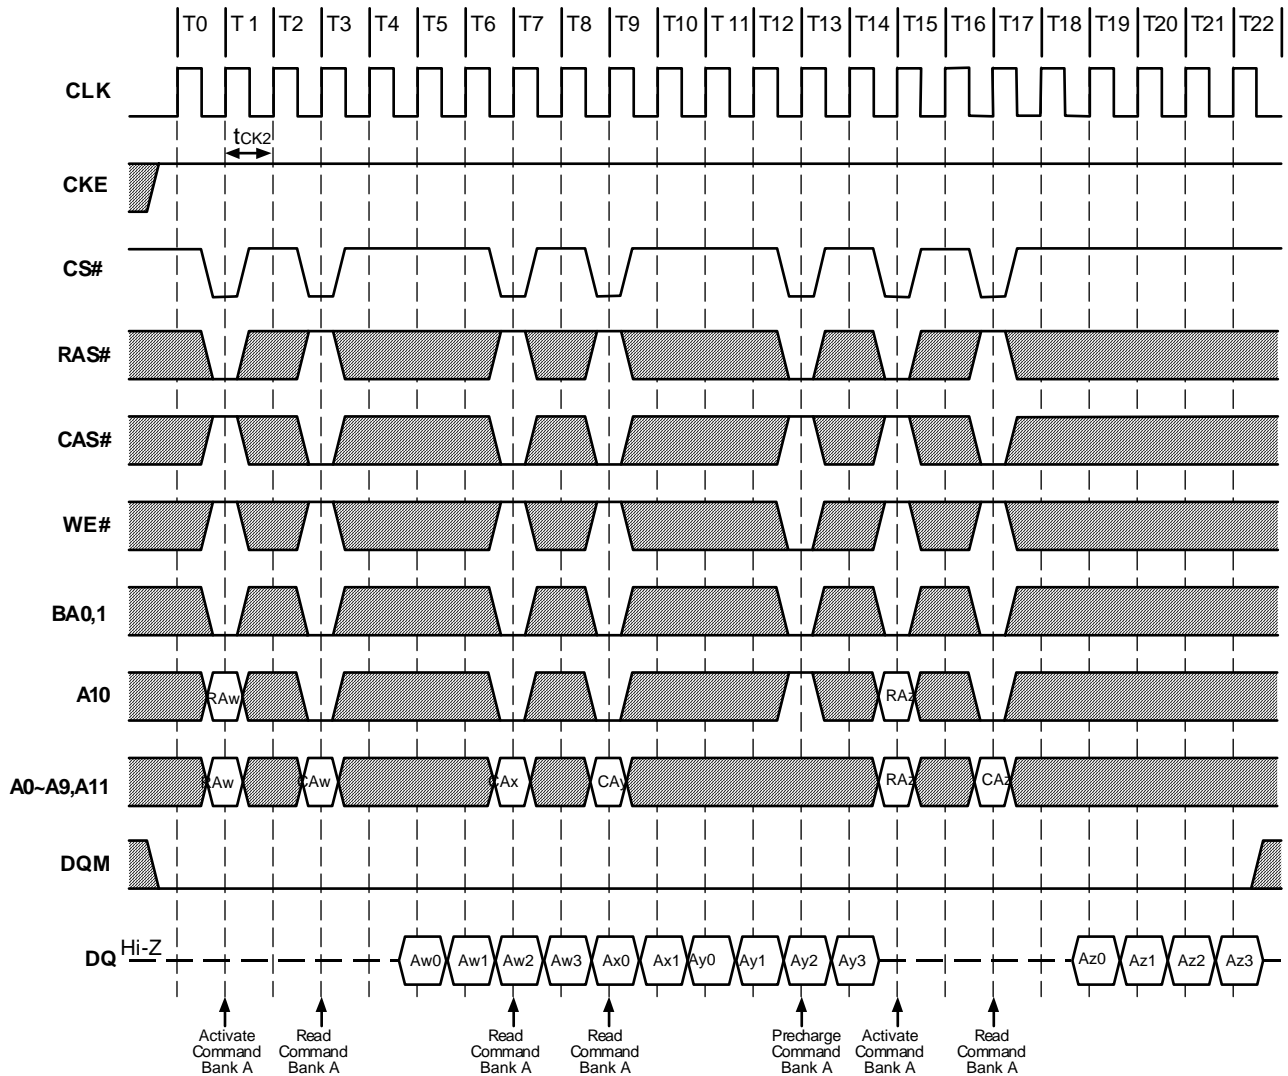 T0 T 1 T2 T3 T4 T5 T6 T7 T8 T9 T10 T 11 T12 T13 T14 T15 T16 T17 T18 T19 T20 T21 T22
CLK
tCK2
CKE
CS#
RAS#
CAS#
WE#
BA0,1
A10
RAw RAz
A0~A9,A11
RAw CAw CAx CAy RAz CAz
DQM
DQ Hi-Z
Aw0 Aw1 Aw2 Aw3 Ax0 Ax1 Ay0 Ay1 Ay2 Ay3 Az0 Az1 Az2 Az3
Activate
Command
Bank A
Read
Command
Bank A
Read
Command
Bank A
Read
Command
Bank A
Precharge
Command
Bank A
Activate
Command
Bank A
Read
Command
Bank A